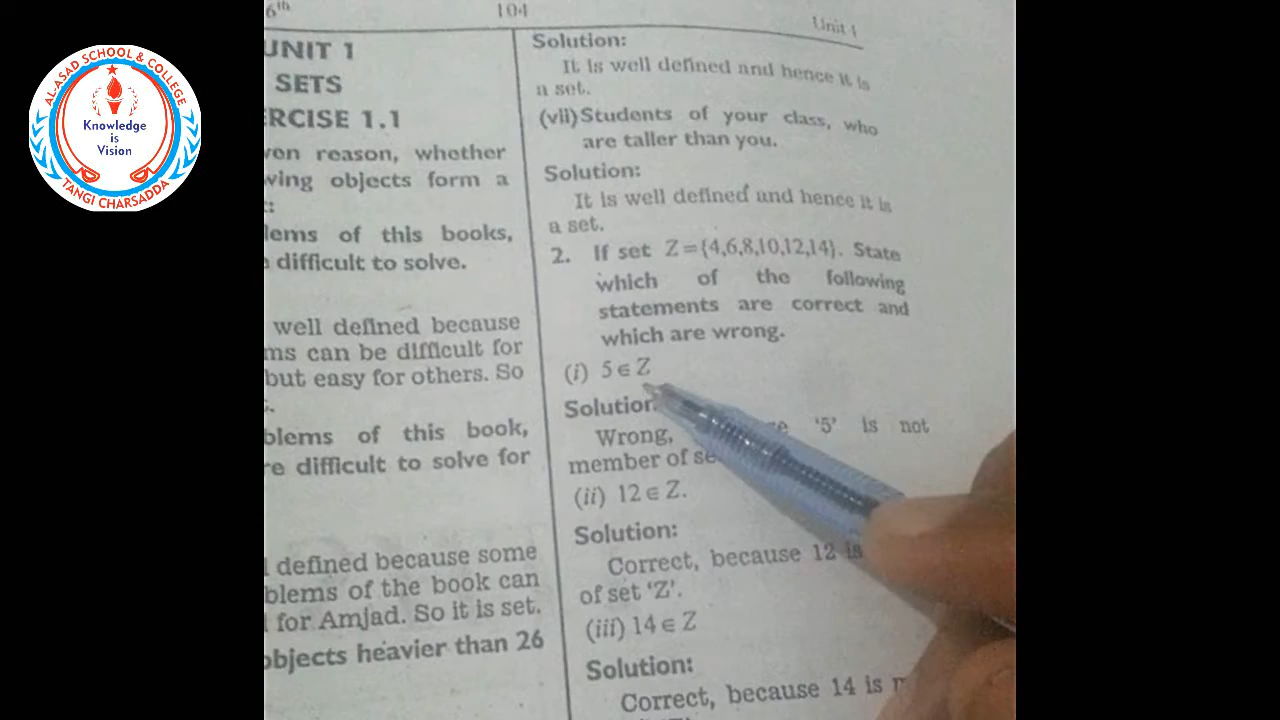 AL-ASAD SCHOOL & COLLEGE
Knowledge
is
Vision
TANGI CHARSADDA
6th 104 Unit 1
UNIT 1
SETS
ERCISE 1.1
ven reason, whether
wing objects form a
lems of this books,
difficult to solve.
well defined because
ms can be difficult for
but easy for others. So
blems of this book,
re difficult to solve for
l defined because some
blems of the book can
l for Amjad. So it is set.
objects heavier than 26
Solution:
It is well defined and hence it is
a set.
(vii) Students of your class, who
are taller than you.
Solution:
It is well defined and hence it is
a set.
2. If set Z={4,6,8,10,12,14}. State
which of the following
statements are correct and
which are wrong.
(i) 5 ∈ Z
Solution
Wrong, '5' is not
member of se
(ii) 12 ∈ Z.
Solution:
Correct, because 12 is
of set 'Z'.
(iii) 14 ∈ Z
Solution:
Correct, because 14 is